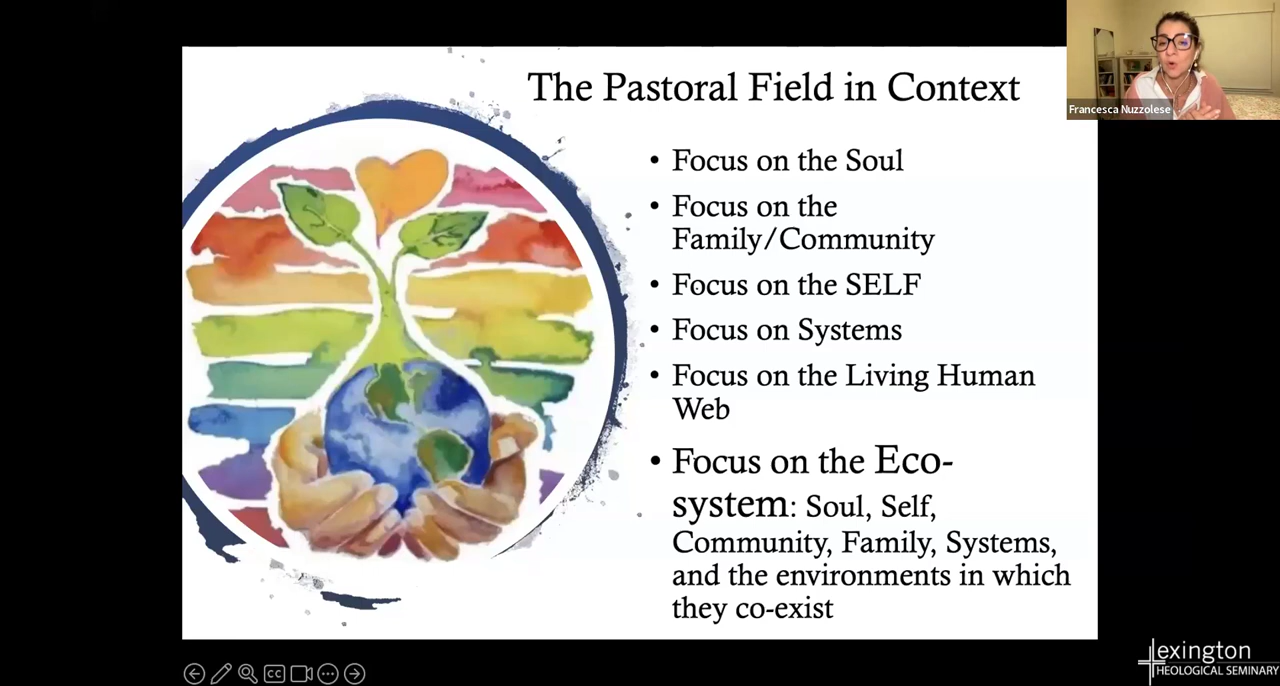 The Pastoral Field in Context
• Focus on the Soul
• Focus on the
Family/Community
• Focus on the SELF
• Focus on Systems
• Focus on the Living Human
Web
• Focus on the Eco-
system: Soul, Self,
Community, Family, Systems,
and the environments in which
they co-exist
Francesca Nuzzolese
CC
Lexington
THEOLOGICAL SEMINARY